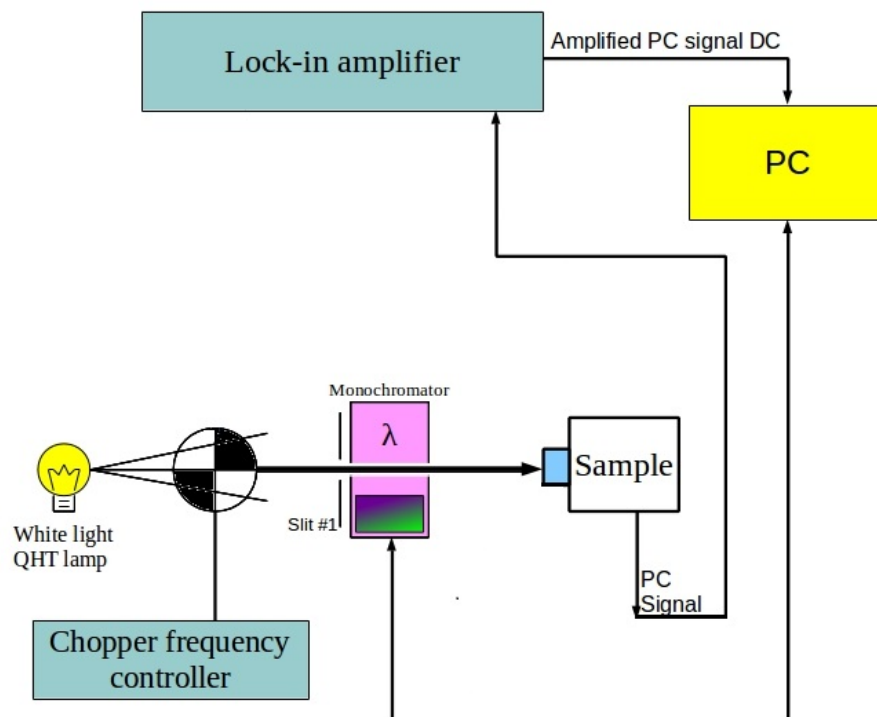 Lock-in amplifier
Amplified PC signal DC
PC
Monochromator
λ
Sample
White light
QHT lamp
Slit #1
PC
Signal
Chopper frequency
controller